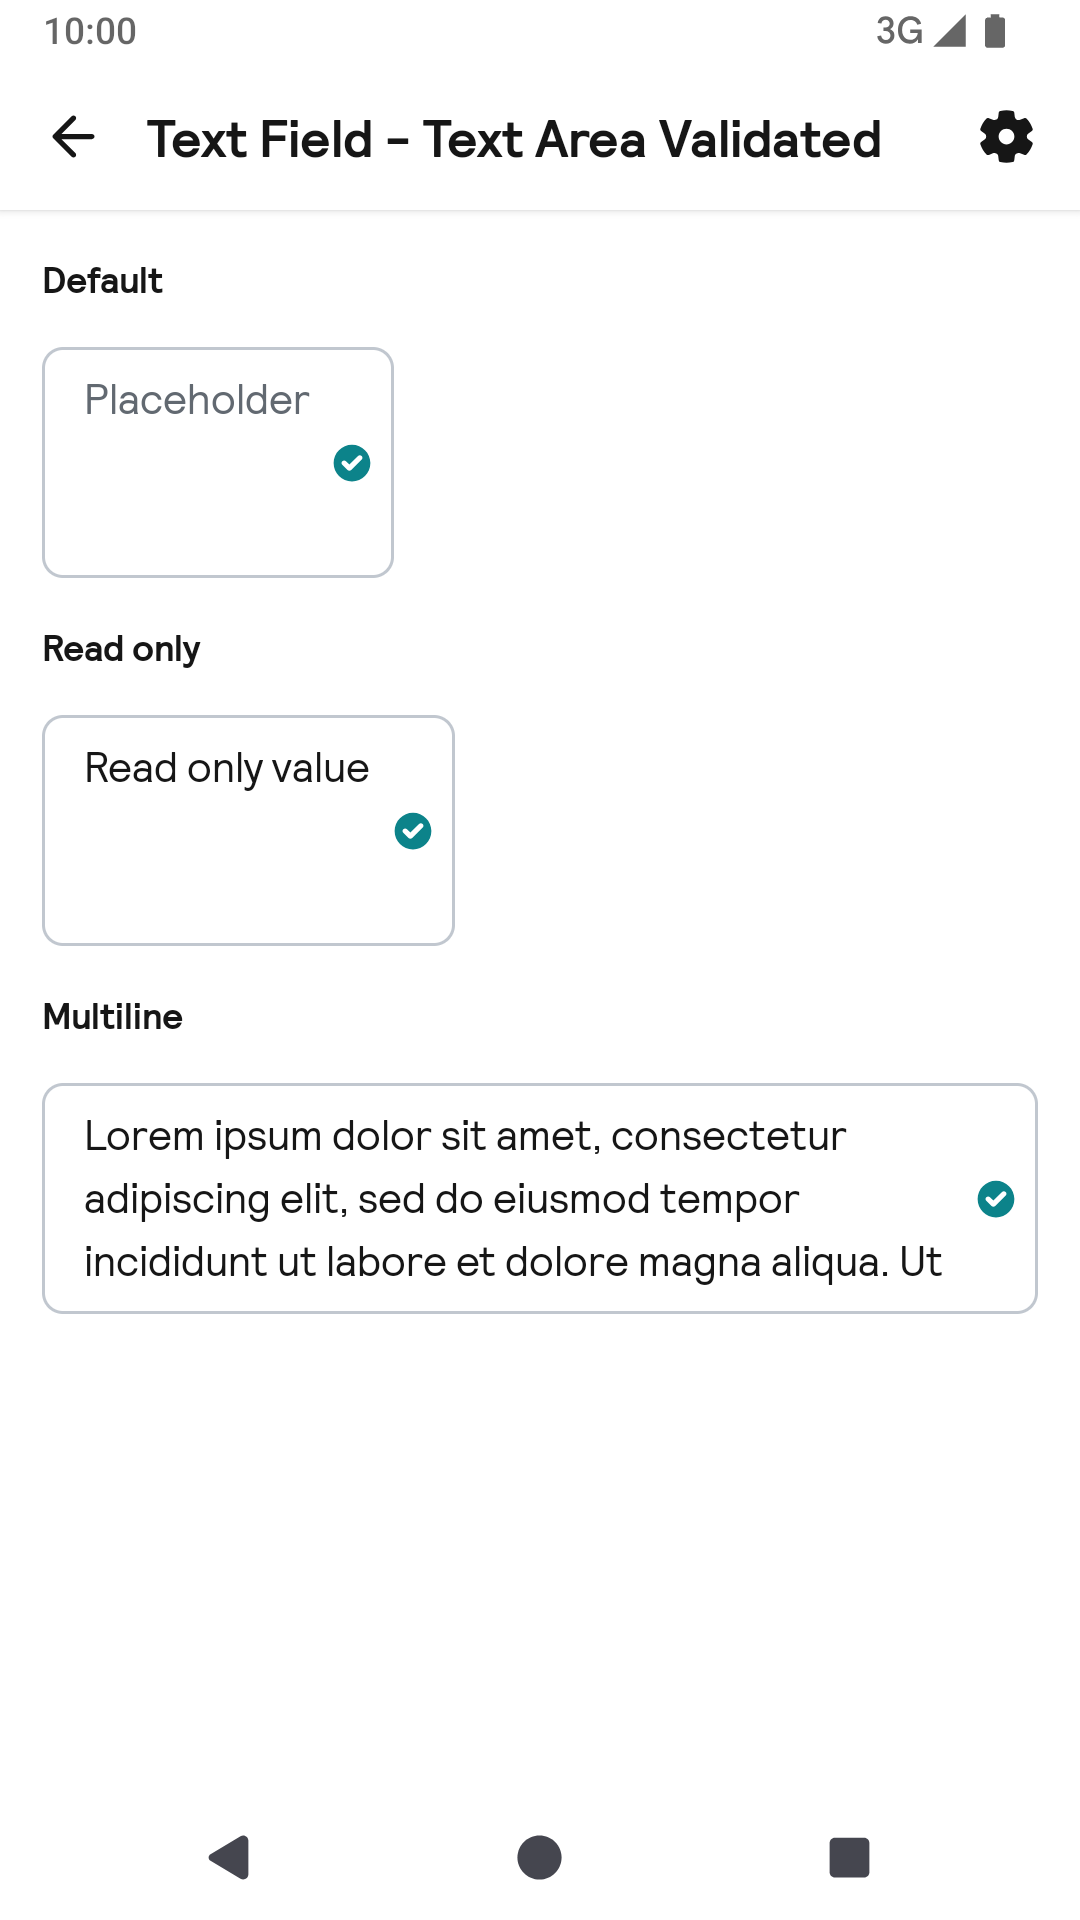 10:00 3G
Text Field - Text Area Validated
Default
Placeholder
Read only
Read only value
Multiline
Lorem ipsum dolor sit amet, consectetur
adipiscing elit, sed do eiusmod tempor
incididunt ut labore et dolore magna aliqua. Ut